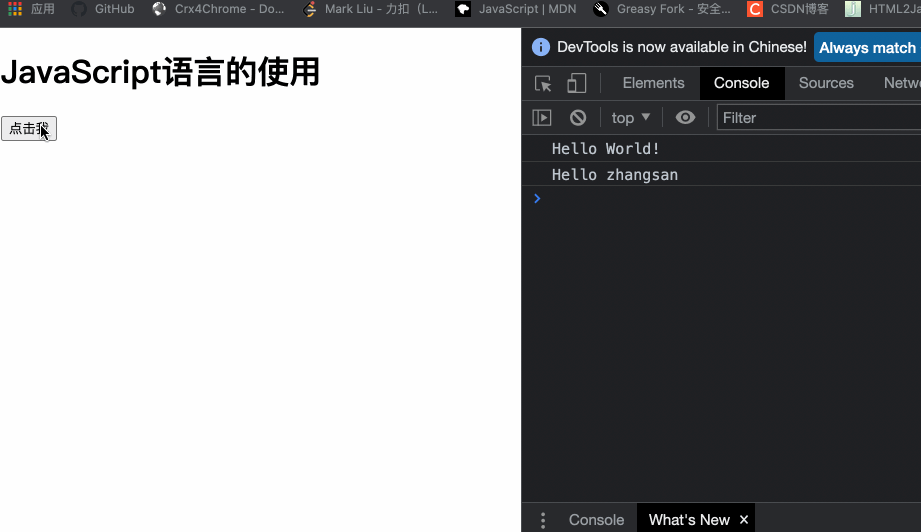 应用 GitHub Crx4Chrome - Do... Mark Liu - 力扣（L... JavaScript | MDN Greasy Fork - 安全... CSDN博客 HTML2Ja
JavaScript语言的使用
点击我
DevTools is now available in Chinese! Always match
Elements Console Sources Netw
top ▼ Filter
Hello World!
Hello zhangsan
Console What's New ×